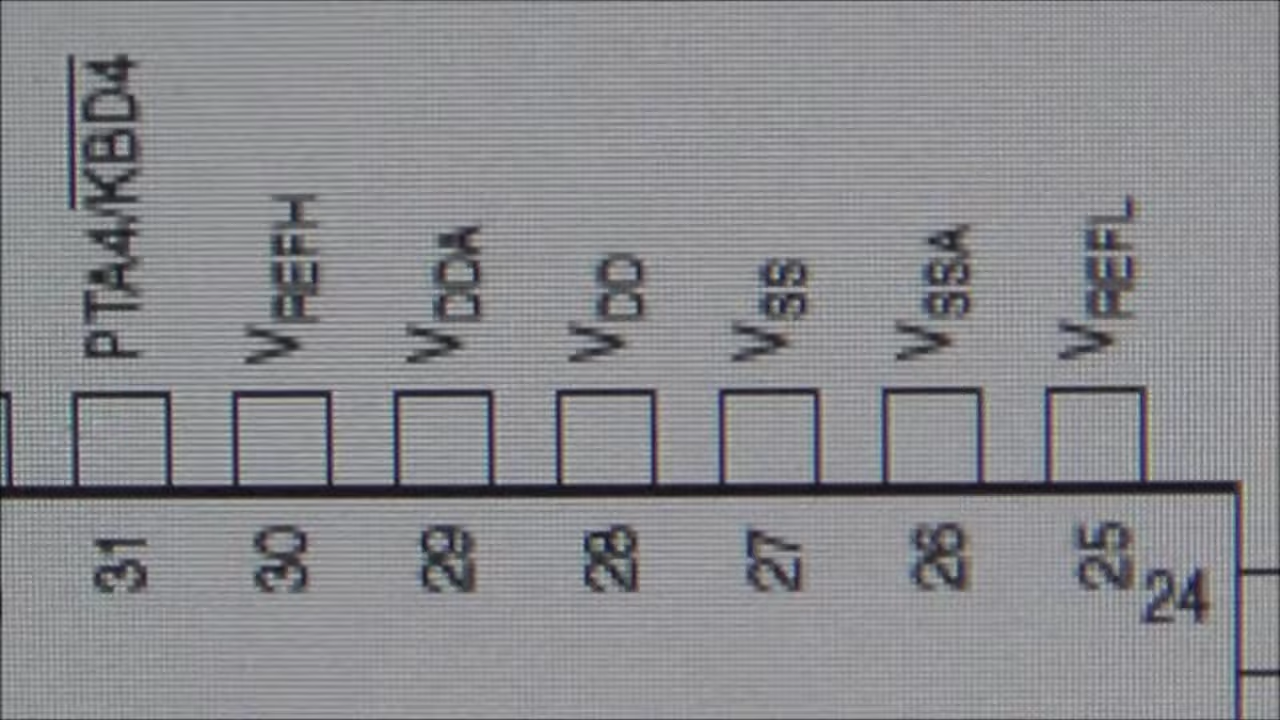 PTA4/KBD4
VREFH
VDDA
VDD
VSS
VSSA
VREFL
31
30
29
28
27
26
25
24